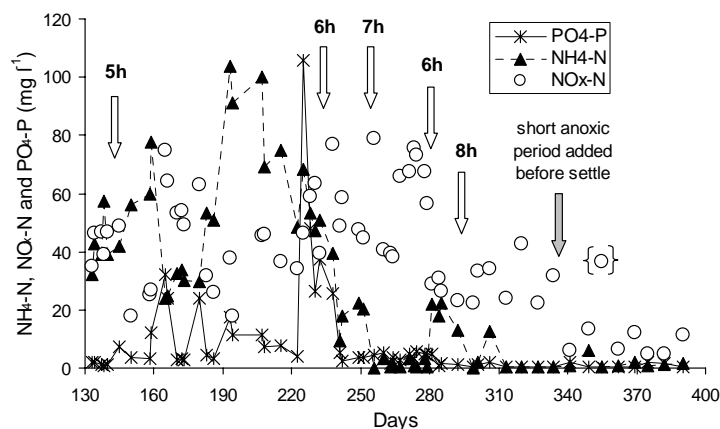 6h 7h
PO4-P
NH4-N
NOx-N
5h
6h
8h
short anoxic
period added
before settle
NH4-N, NOx-N and PO4-P (mg l-1)
120
100
80
60
40
20
0
{ }
130 160 190 220 250 280 310 340 370 400
Days